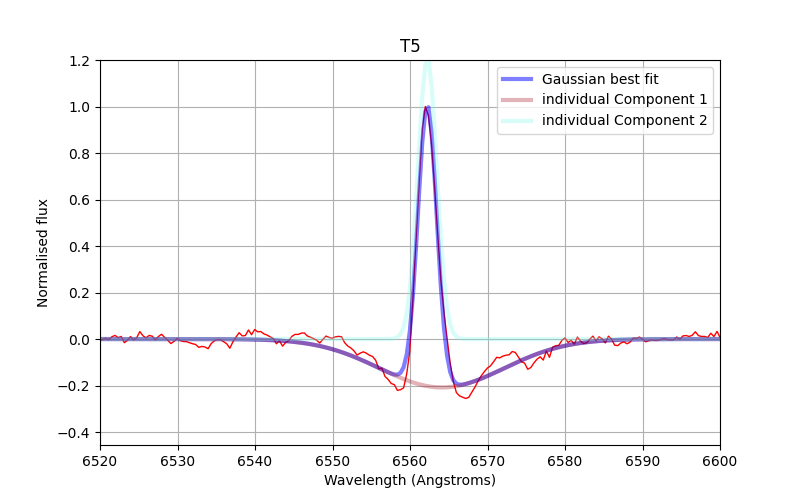 T5
Gaussian best fit
individual Component 1
individual Component 2
Normalised flux
1.2
1.0
0.8
0.6
0.4
0.2
0.0
−0.2
−0.4
6520 6530 6540 6550 6560 6570 6580 6590 6600
Wavelength (Angstroms)